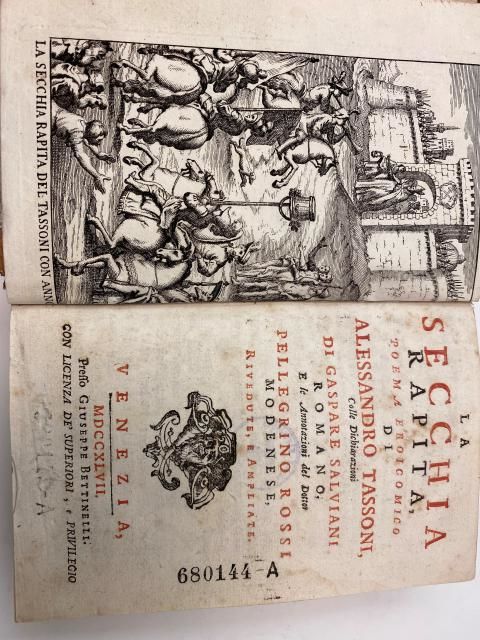 LA SECCHIA RAPITA DEL TASSONI CON ANN
LA
SECCHIA
RAPITA,
POEMA EROICOMICO
DI
ALESSANDRO TASSONI,
Colle Dichiarazioni
DI GASPARE SALVIANI
ROMANO,
E le Annotazioni del Dottor
PELLEGRINO ROSSI
MODENESE,
RIVEDUTE, E AMPLIATE.
VENEZIA,
MDCCXLVII,
Presso GIUSEPPE BETTINELLI.
CON LICENZA DE' SUPERIORI, e PRIVILEGIO
680144-A